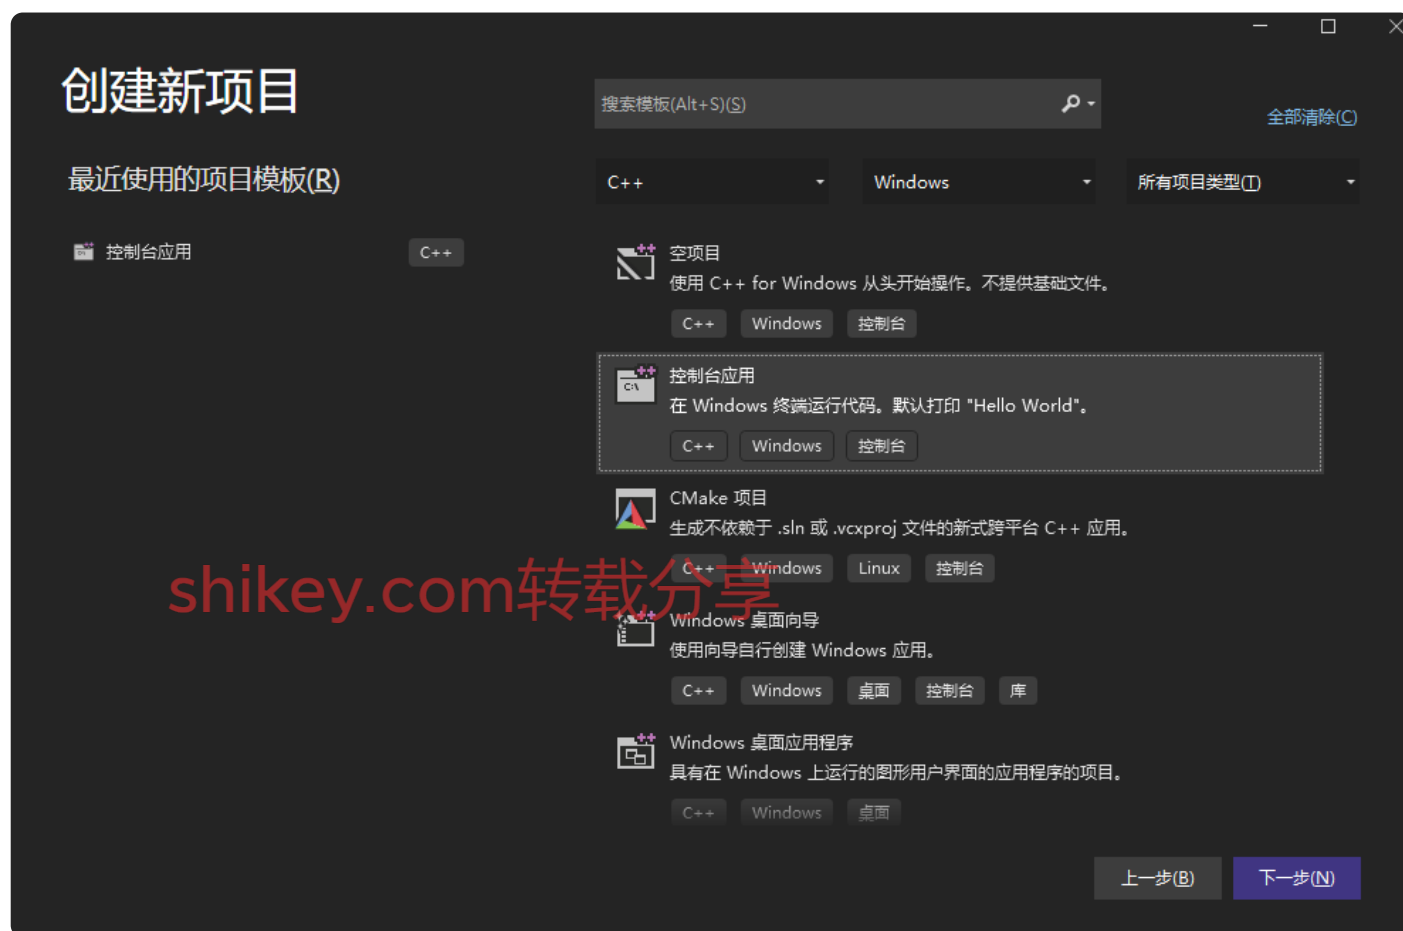 创建新项目
搜索模板(Alt+S)(S)
全部清除(C)
最近使用的项目模板(R)
C++
Windows
所有项目类型(T)
控制台应用
C++
空项目
使用 C++ for Windows 从头开始操作。不提供基础文件。
C++ Windows 控制台
C:\
控制台应用
在 Windows 终端运行代码。默认打印 "Hello World"。
C++ Windows 控制台
CMake 项目
生成不依赖于 .sln 或 .vcxproj 文件的新式跨平台 C++ 应用。
C++ Windows Linux 控制台
shikey.com转载分享
Windows 桌面向导
使用向导自行创建 Windows 应用。
C++ Windows 桌面 控制台 库
Windows 桌面应用程序
具有在 Windows 上运行的图形用户界面的应用程序的项目。
C++ Windows 桌面
上一步(B)
下一步(N)